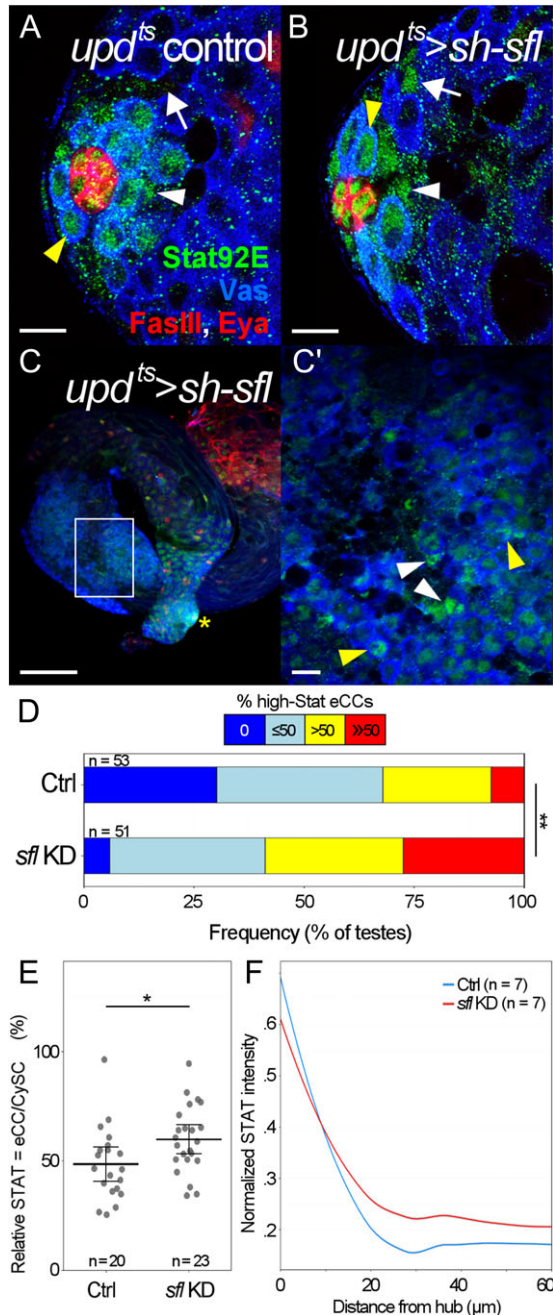 A
upd^ts control
Stat92E
Vas
FasIII, Eya
B
upd^ts>sh-sfl
C
upd^ts>sh-sfl
*
C'
D
% high-Stat eCCs
0 ≤50 >50 »50
Ctrl
n = 53
sfl KD
n = 51
**
0 25 50 75 100
Frequency (% of testes)
E
Relative STAT = eCC/CySC (%)
100
50
0
*
n=20 n=23
Ctrl sfl KD
F
Normalized STAT intensity
Ctrl (n = 7)
sfl KD (n = 7)
.6
.5
.4
.3
.2
0 20 40 60
Distance from hub (µm)